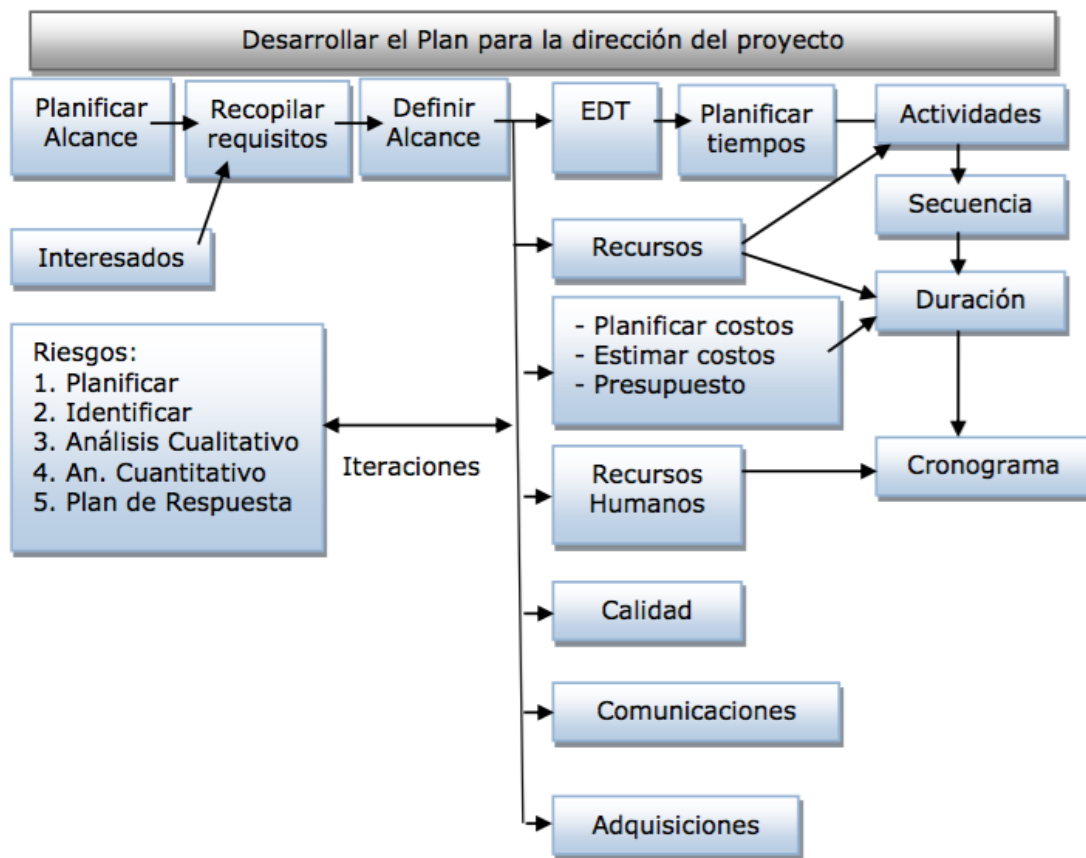 Desarrollar el Plan para la dirección del proyecto
Planificar
Alcance
Recopilar
requisitos
Definir
Alcance
EDT
Planificar
tiempos
Actividades
Interesados
Recursos
Secuencia
Duración
- Planificar costos
- Estimar costos
- Presupuesto
Riesgos:
1. Planificar
2. Identificar
3. Análisis Cualitativo
4. An. Cuantitativo
5. Plan de Respuesta
Iteraciones
Recursos
Humanos
Cronograma
Calidad
Comunicaciones
Adquisiciones